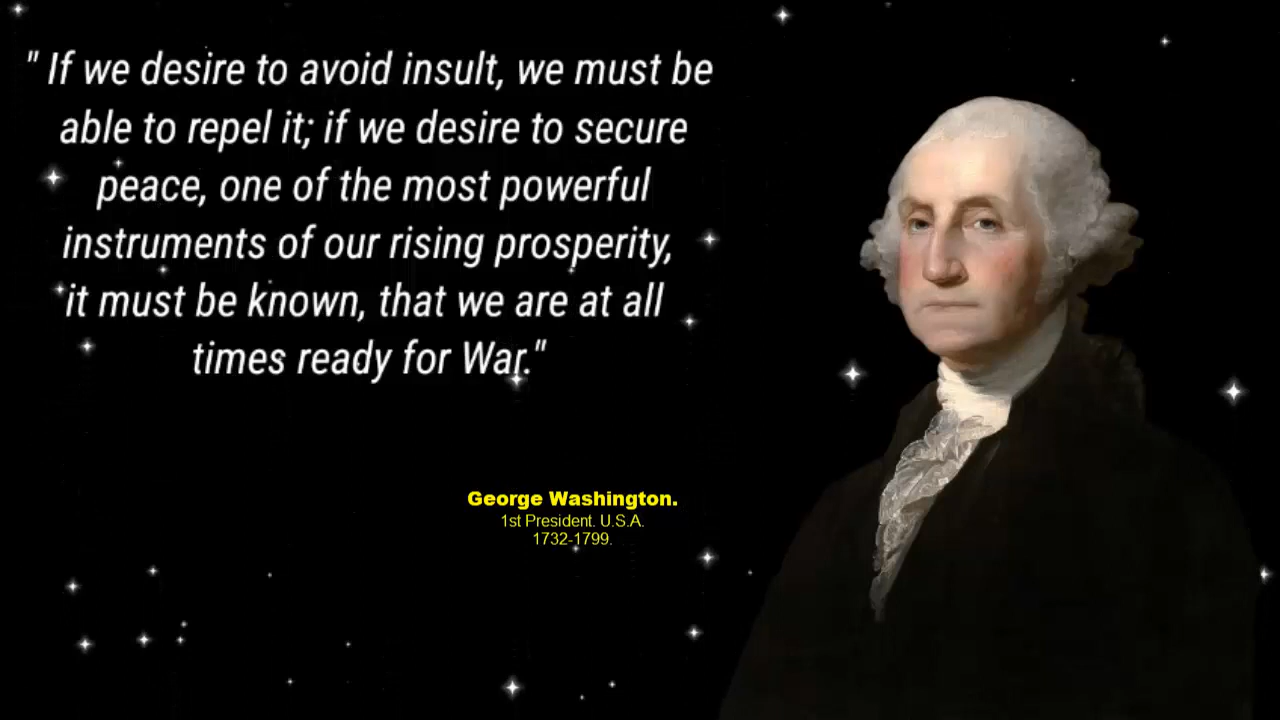 " If we desire to avoid insult, we must be
able to repel it; if we desire to secure
peace, one of the most powerful
instruments of our rising prosperity,
it must be known, that we are at all
times ready for War."
George Washington.
1st President. U.S.A.
1732-1799.